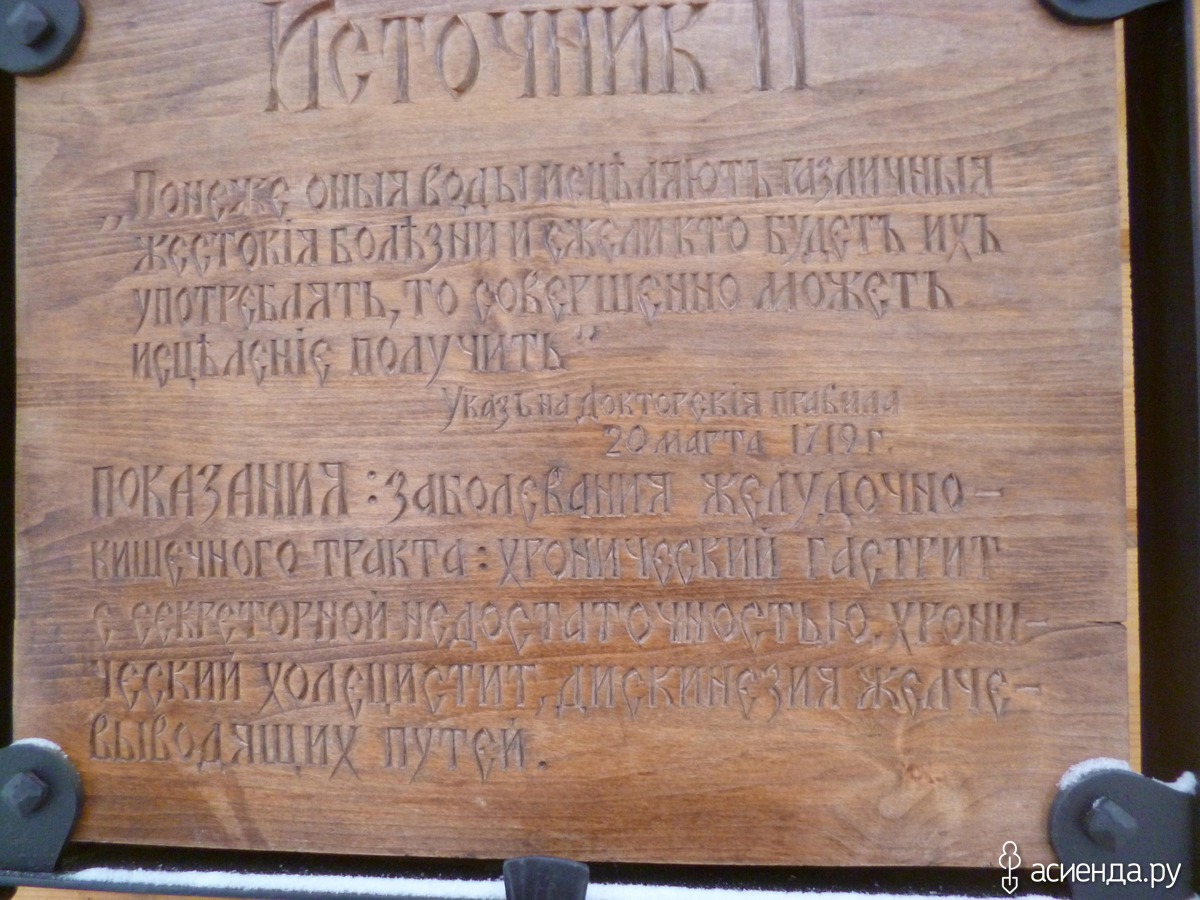 Источник II
„Понеже оныя воды исцѣляютъ различныя
жестокія болѣзни и ежели кто будетъ ихъ
употреблять, то совершенно можетъ
исцѣленіе получить"
Указъ на докторскія правила
20 марта 1719 г.
ПОКАЗАНИЯ: заболевания желудочно-
кишечного тракта: хронический гастрит
с секреторной недостаточностью, хрони-
ческий холецистит, дискинезия желче-
выводящих путей.
асиенда.ру